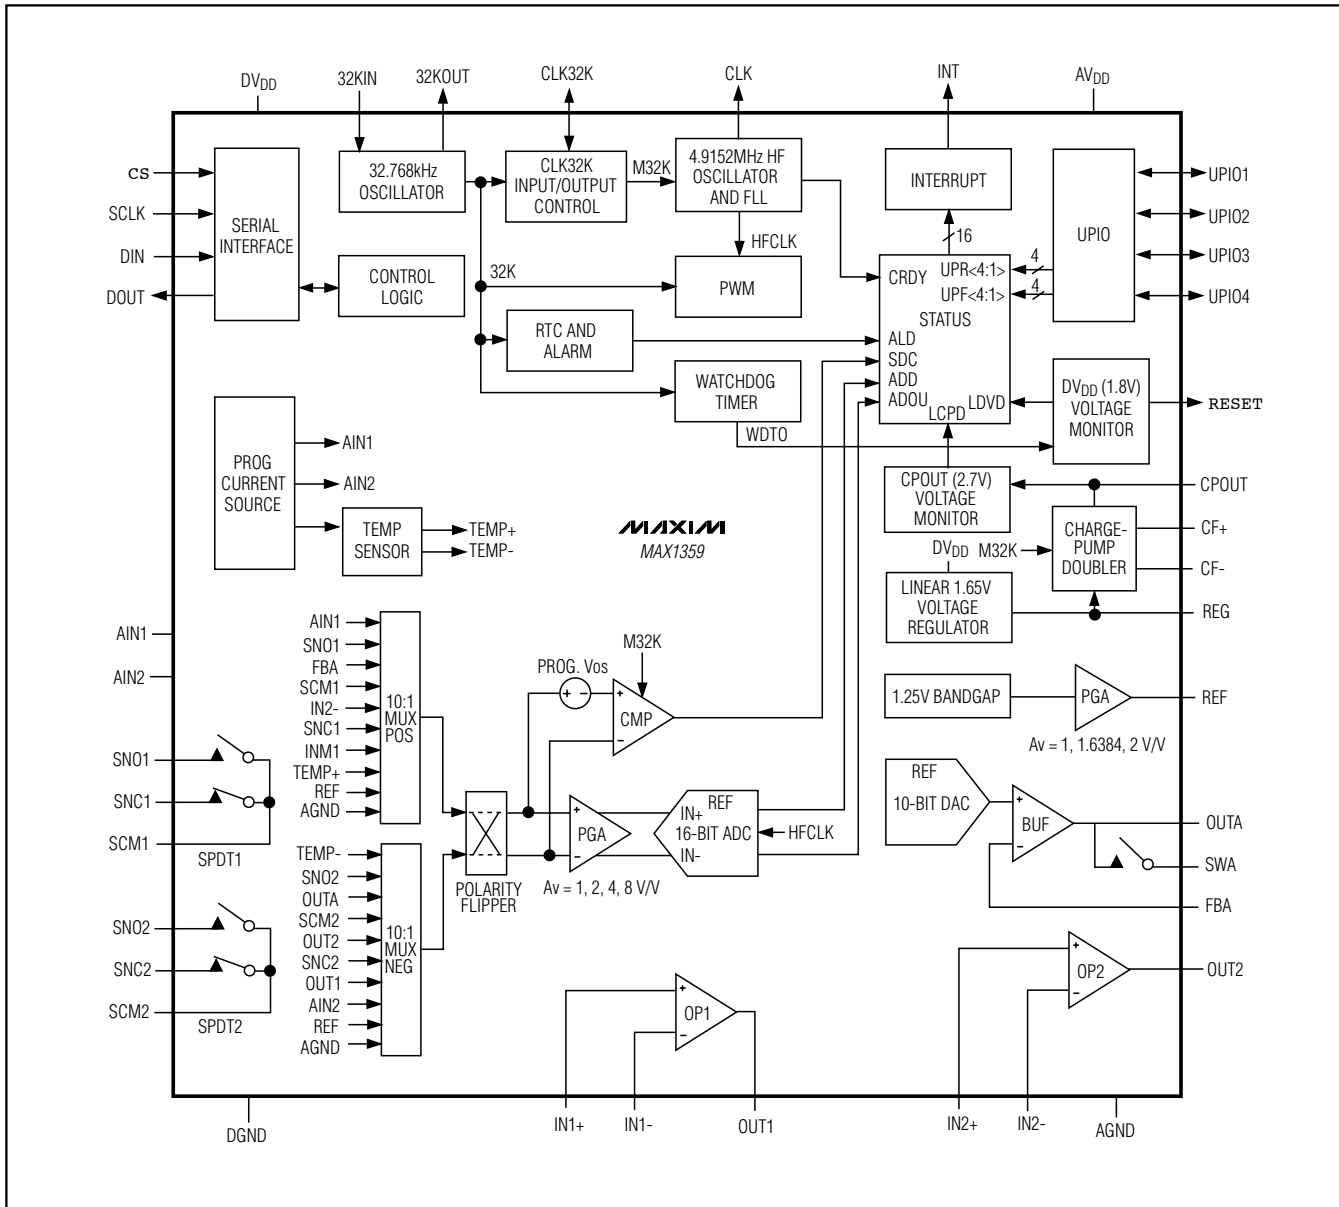 DVDD
32KIN
32KOUT
CLK32K
CLK
INT
AVDD
CS
SCLK
DIN
DOUT
SERIAL
INTERFACE
32.768kHz
OSCILLATOR
CLK32K
INPUT/OUTPUT
CONTROL
M32K
4.9152MHz HF
OSCILLATOR
AND FLL
INTERRUPT
UPIO
UPIO1
UPIO2
UPIO3
UPIO4
CONTROL
LOGIC
32K
HFCLK
PWM
16
CRDY
UPR<4:1>
4
UPF<4:1>
4
STATUS
ALD
SDC
ADD
ADOU
LDVD
LCPD
RTC AND
ALARM
WATCHDOG
TIMER
WDTO
DVDD (1.8V)
VOLTAGE
MONITOR
RESET
PROG
CURRENT
SOURCE
AIN1
AIN2
TEMP
SENSOR
TEMP+
TEMP-
MAXIM
MAX1359
CPOUT (2.7V)
VOLTAGE
MONITOR
CPOUT
CHARGE-
PUMP
DOUBLER
CF+
CF-
DVDD
M32K
LINEAR 1.65V
VOLTAGE
REGULATOR
REG
AIN1
AIN2
AIN1
SNO1
FBA
SCM1
IN2-
SNC1
INM1
TEMP+
REF
AGND
10:1
MUX
POS
M32K
PROG. Vos
+ -
+
CMP
-
1.25V BANDGAP
PGA
REF
Av = 1, 1.6384, 2 V/V
SNO1
SNC1
SCM1
SPDT1
POLARITY
FLIPPER
+
PGA
-
Av = 1, 2, 4, 8 V/V
REF
IN+
16-BIT ADC
IN-
HFCLK
REF
10-BIT DAC
+
BUF
-
OUTA
SWA
FBA
TEMP-
SNO2
OUTA
SCM2
OUT2
SNC2
OUT1
AIN2
REF
AGND
10:1
MUX
NEG
SNO2
SNC2
SCM2
SPDT2
+
OP1
-
+
OP2
-
OUT2
DGND
IN1+
IN1-
OUT1
IN2+
IN2-
AGND